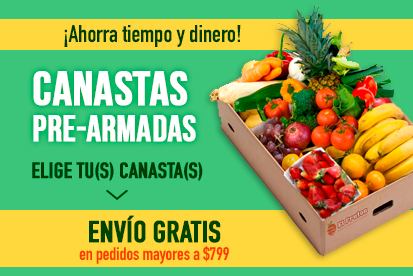 ¡Ahorra tiempo y dinero!
CANASTAS
PRE-ARMADAS
ELIGE TU(S) CANASTA(S)
ENVÍO GRATIS
en pedidos mayores a $799